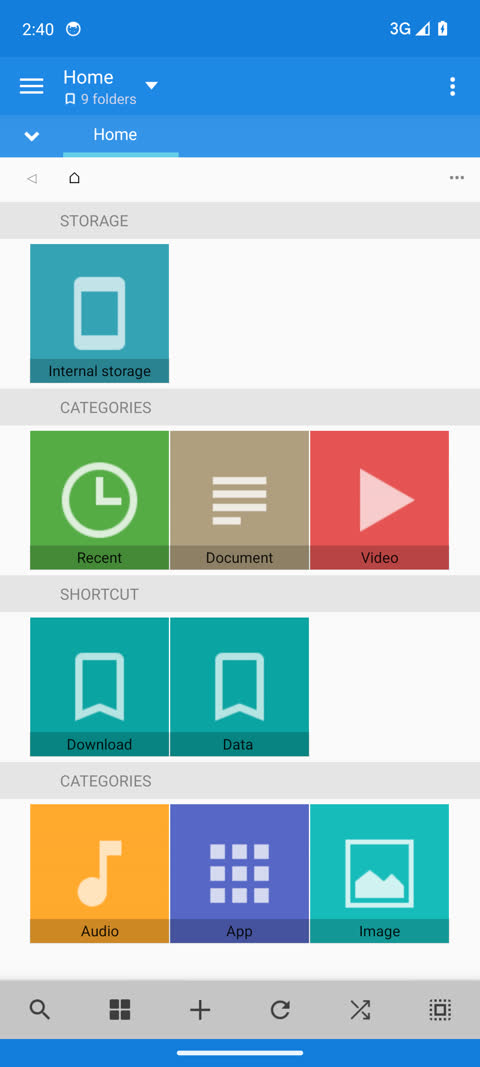 2:40
3G
Home
9 folders
Home
STORAGE
Internal storage
CATEGORIES
Recent
Document
Video
SHORTCUT
Download
Data
CATEGORIES
Audio
App
Image